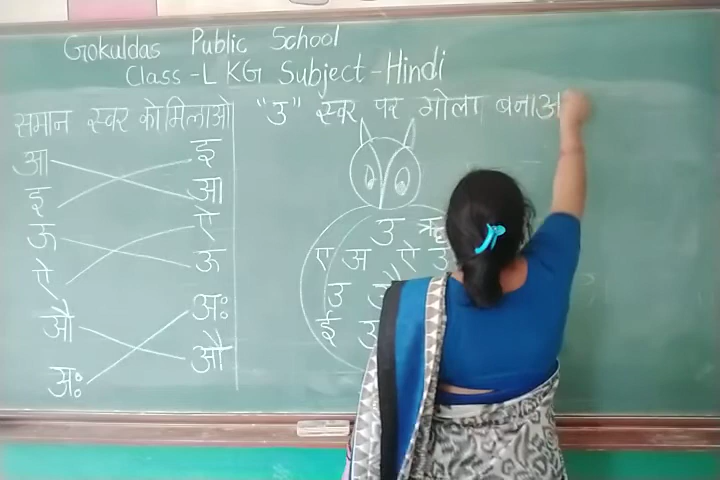 Gokuldas Public School
Class - L KG Subject - Hindi
समान स्वर को मिलाओ
आ इ
इ आ
ऊ ऐ
ऐ ऊ
औ अः
अः औ
"उ" स्वर पर गोला बनाअ
उ ऋ
ए अ ऐ उ
उ
ई उ